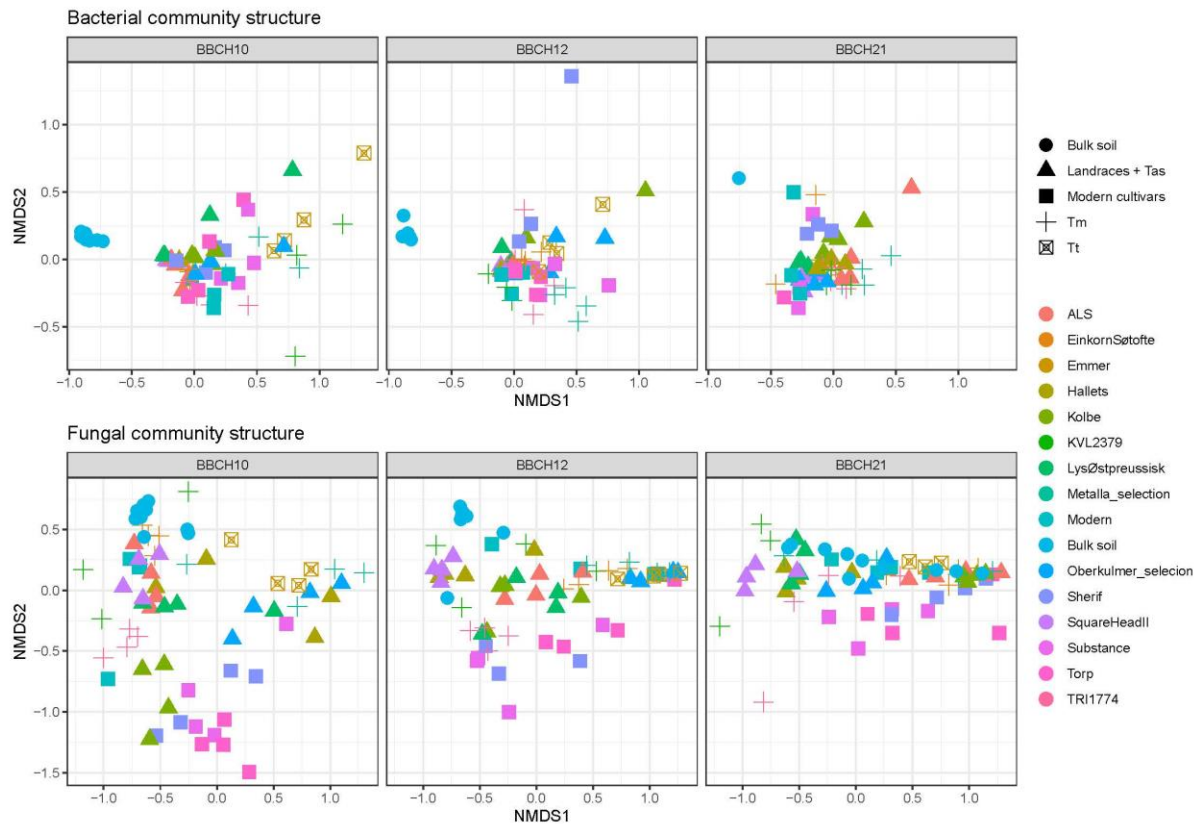 Bacterial community structure
BBCH10
BBCH12
BBCH21
1.0
0.5
0.0
−0.5
NMDS2
−1.0
−0.5
0.0
0.5
1.0
−1.0
−0.5
0.0
0.5
1.0
−1.0
−0.5
0.0
0.5
1.0
NMDS1
Fungal community structure
BBCH10
BBCH12
BBCH21
0.5
0.0
−0.5
−1.0
−1.5
NMDS2
−1.0
−0.5
0.0
0.5
1.0
−1.0
−0.5
0.0
0.5
1.0
−1.0
−0.5
0.0
0.5
1.0
NMDS1
Bulk soil
Landraces + Tas
Modern cultivars
Tm
Tt
ALS
EinkornSøtofte
Emmer
Hallets
Kolbe
KVL2379
LysØstpreussisk
Metalla_selection
Modern
Bulk soil
Oberkulmer_selecion
Sherif
SquareHeadII
Substance
Torp
TRI1774